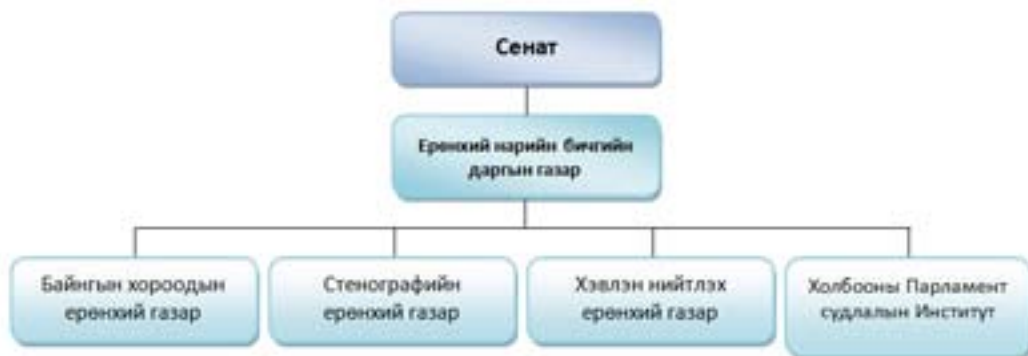 Сенат
Ерөнхий нарийн бичгийн
даргын газар
Байнгын хороодын
ерөнхий газар
Стенографийн
ерөнхий газар
Хэвлэн нийтлэх
ерөнхий газар
Холбооны Парламент
судлалын Институт